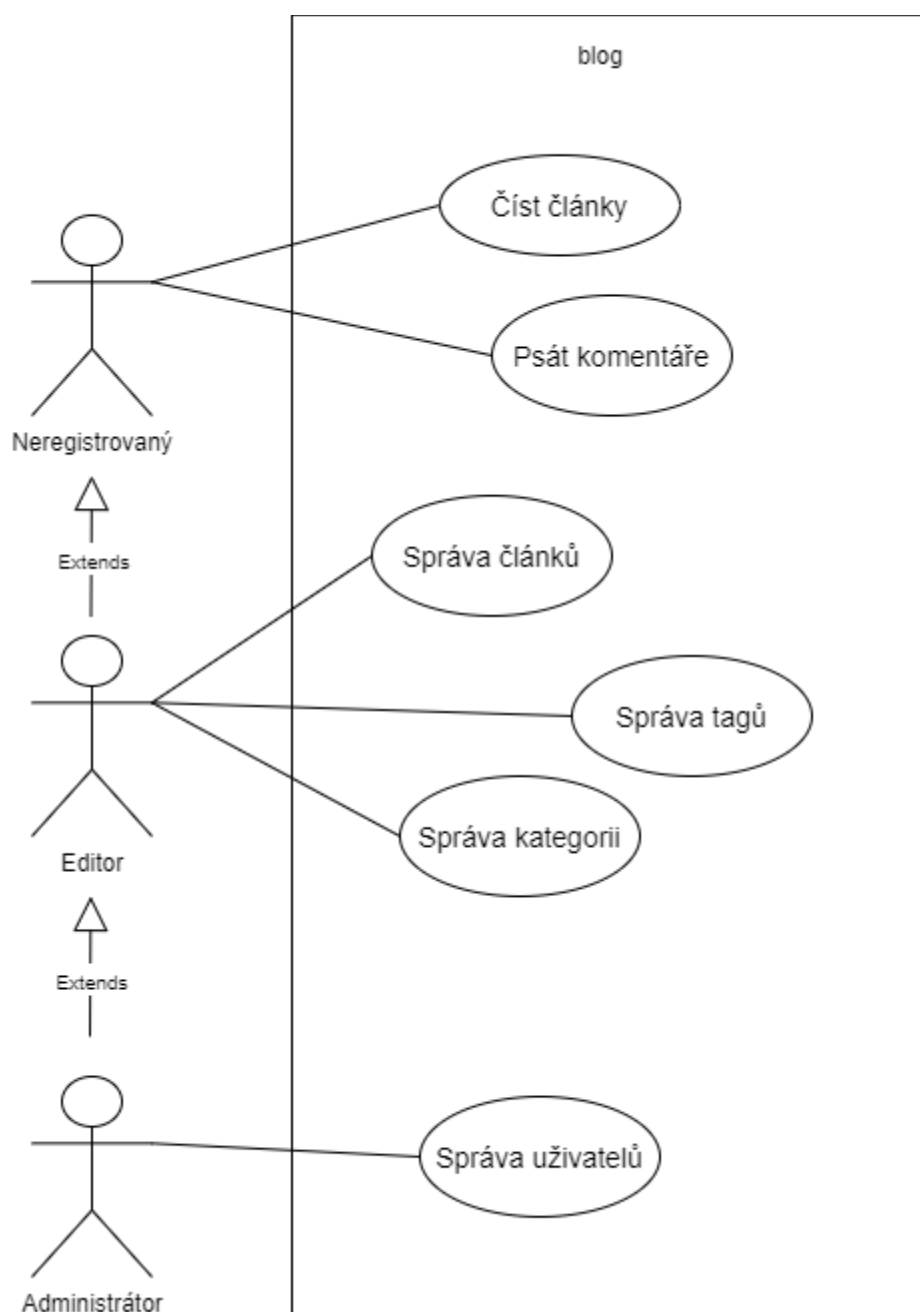 blog
Číst články
Psát komentáře
Neregistrovaný
Extends
Správa článků
Správa tagů
Správa kategorii
Editor
Extends
Správa uživatelů
Administrátor